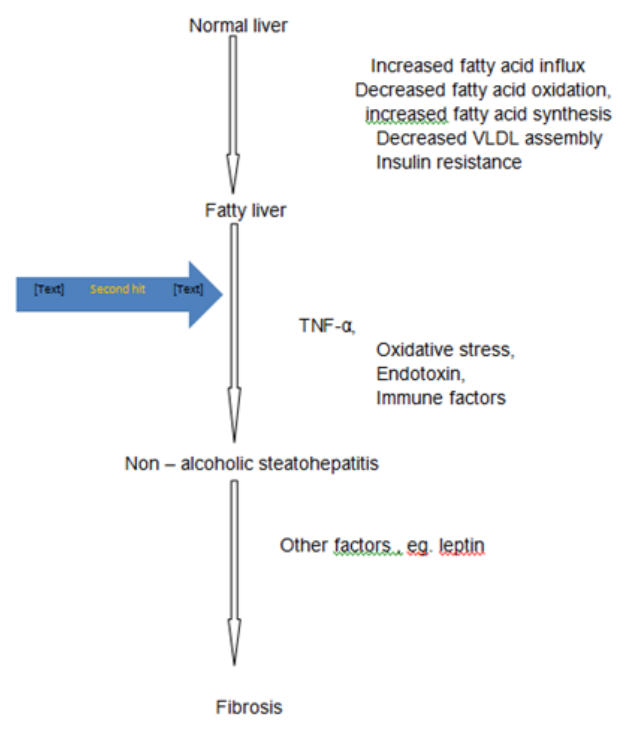 Normal liver
Increased fatty acid influx
Decreased fatty acid oxidation,
increased fatty acid synthesis
Decreased VLDL assembly
Insulin resistance
Fatty liver
[Text] Second hit [Text]
TNF-α,
Oxidative stress,
Endotoxin,
Immune factors
Non – alcoholic steatohepatitis
Other factors , eg. leptin
Fibrosis